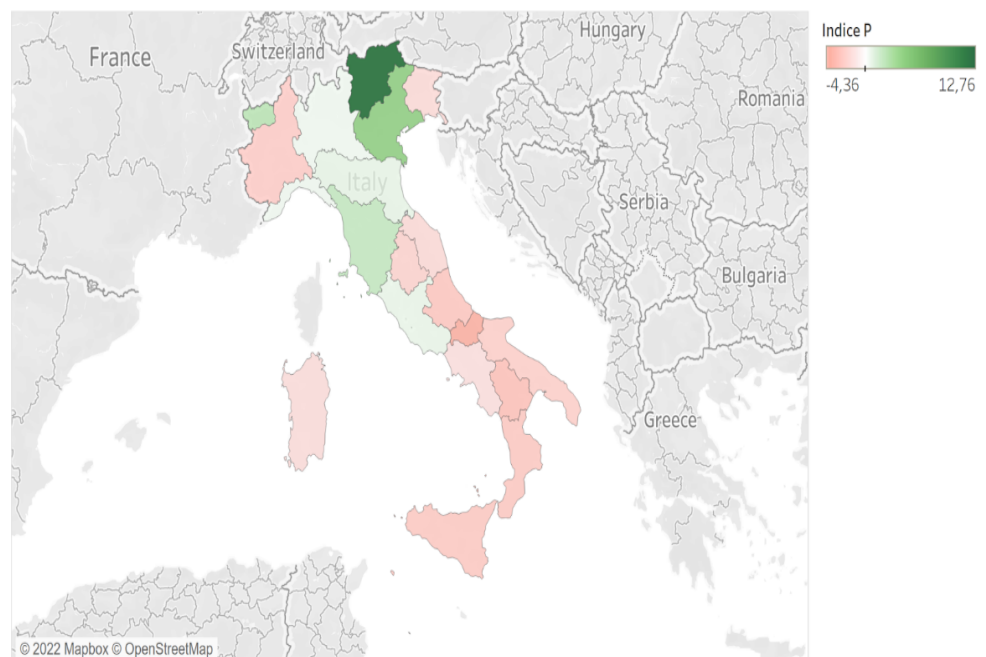 Hungary
Indice P
France
Switzerland
-4,36
12,76
Romania
Italy
Serbia
Bulgaria
Greece
© 2022 Mapbox © OpenStreetMap